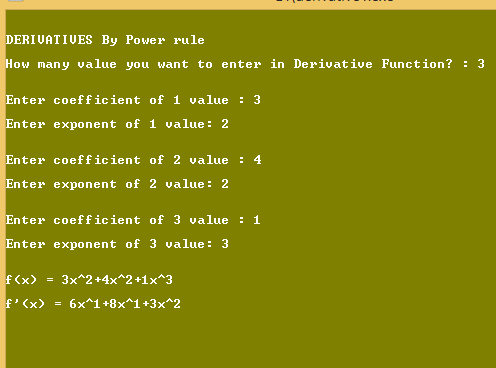 DERIVATIVES By Power rule
How many value you want to enter in Derivative Function? : 3
Enter coefficient of 1 value : 3
Enter exponent of 1 value: 2
Enter coefficient of 2 value : 4
Enter exponent of 2 value: 2
Enter coefficient of 3 value : 1
Enter exponent of 3 value: 3
f(x) = 3x^2+4x^2+1x^3
f'(x) = 6x^1+8x^1+3x^2